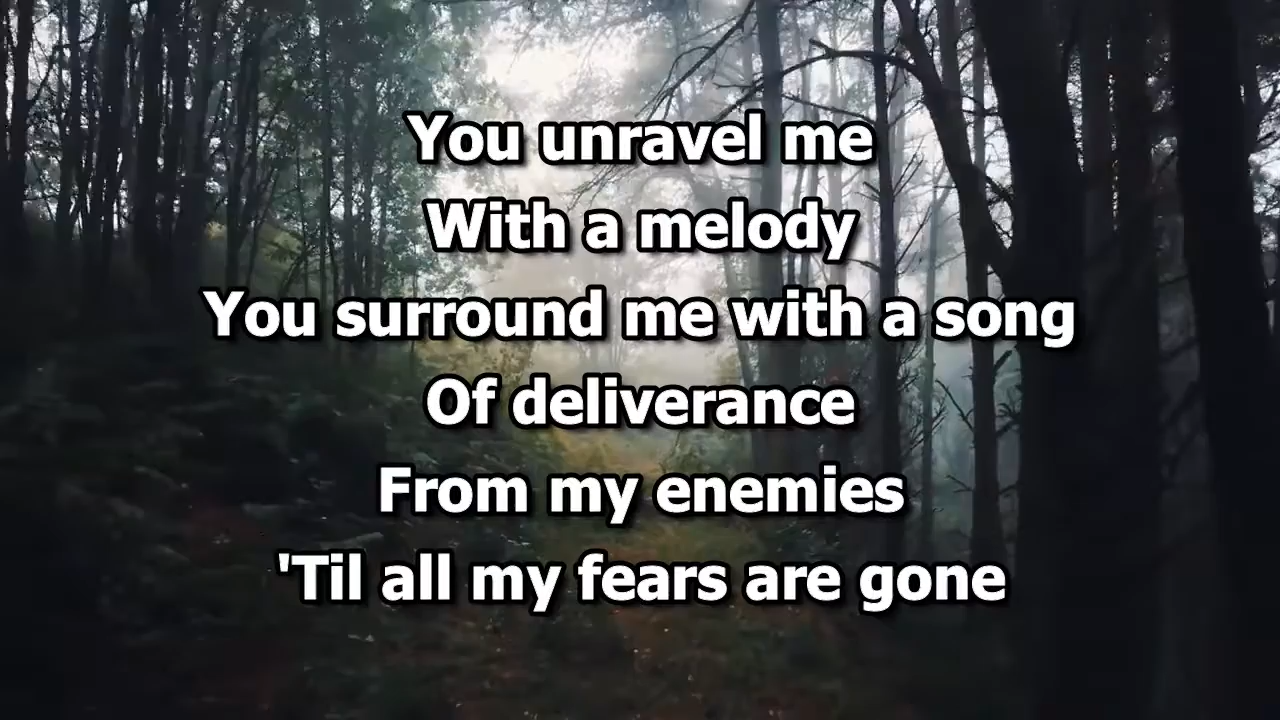 You unravel me
With a melody
You surround me with a song
Of deliverance
From my enemies
'Til all my fears are gone